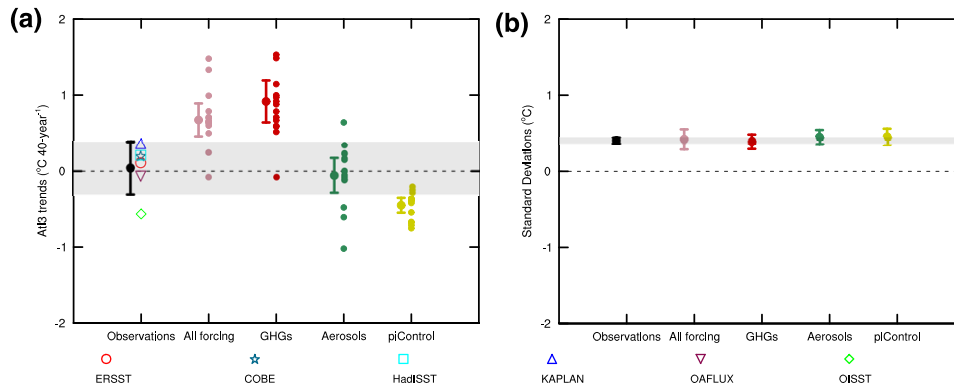 (a)
2
1
0
-1
-2
Atl3 trends (°C 40-year⁻¹)
Observations
All forcing
GHGs
Aerosols
piControl
(b)
2
1
0
-1
-2
Standard Deviations (°C)
Observations
All forcing
GHGs
Aerosols
piControl
ERSST
COBE
HadISST
KAPLAN
OAFLUX
OISST